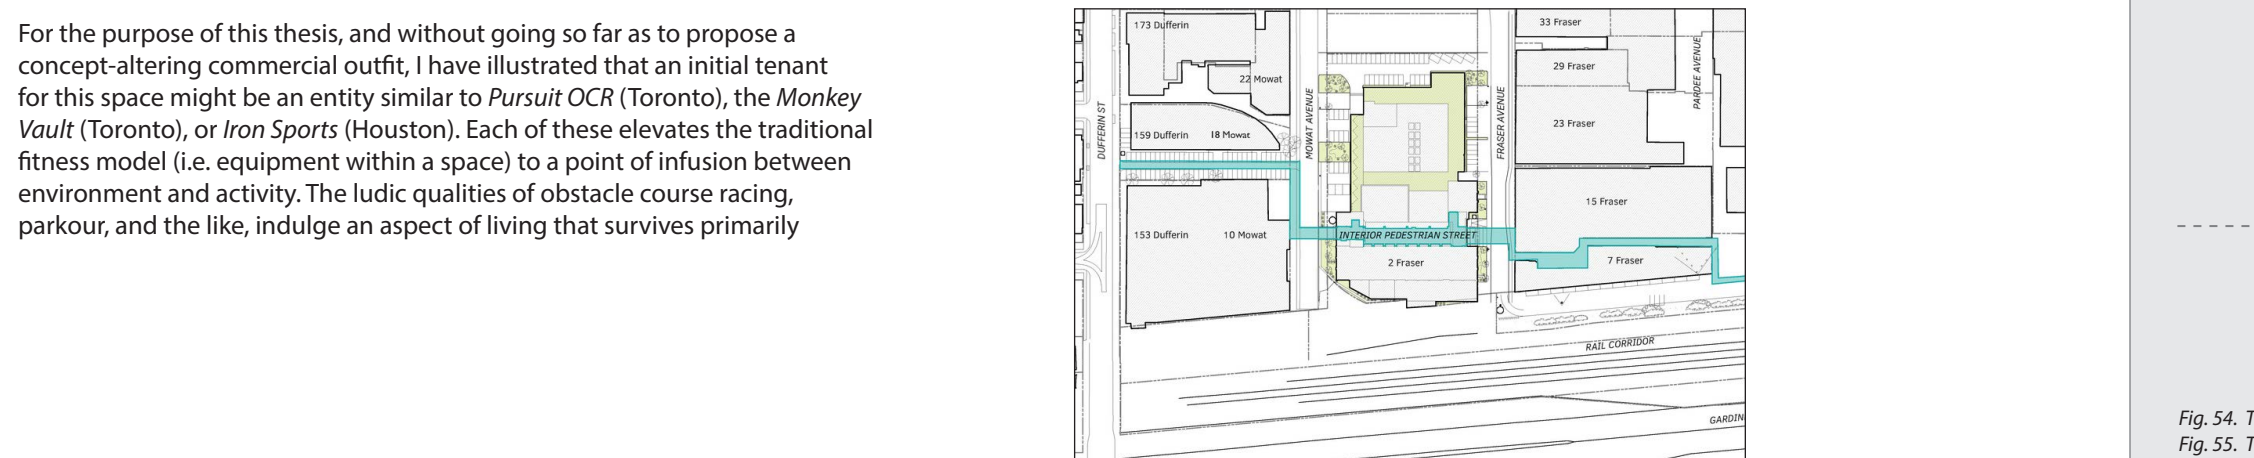 For the purpose of this thesis, and without going so far as to propose a
concept-altering commercial outfit, I have illustrated that an initial tenant
for this space might be an entity similar to Pursuit OCR (Toronto), the Monkey
Vault (Toronto), or Iron Sports (Houston). Each of these elevates the traditional
fitness model (i.e. equipment within a space) to a point of infusion between
environment and activity. The ludic qualities of obstacle course racing,
parkour, and the like, indulge an aspect of living that survives primarily
173 Dufferin
22 Mowat
159 Dufferin
18 Mowat
DUFFERIN ST
MOWAT AVENUE
FRASER AVENUE
PARDEE AVENUE
33 Fraser
29 Fraser
23 Fraser
15 Fraser
153 Dufferin
10 Mowat
INTERIOR PEDESTRIAN STREET
2 Fraser
7 Fraser
RAIL CORRIDOR
GARDIN
Fig. 54. T
Fig. 55. T